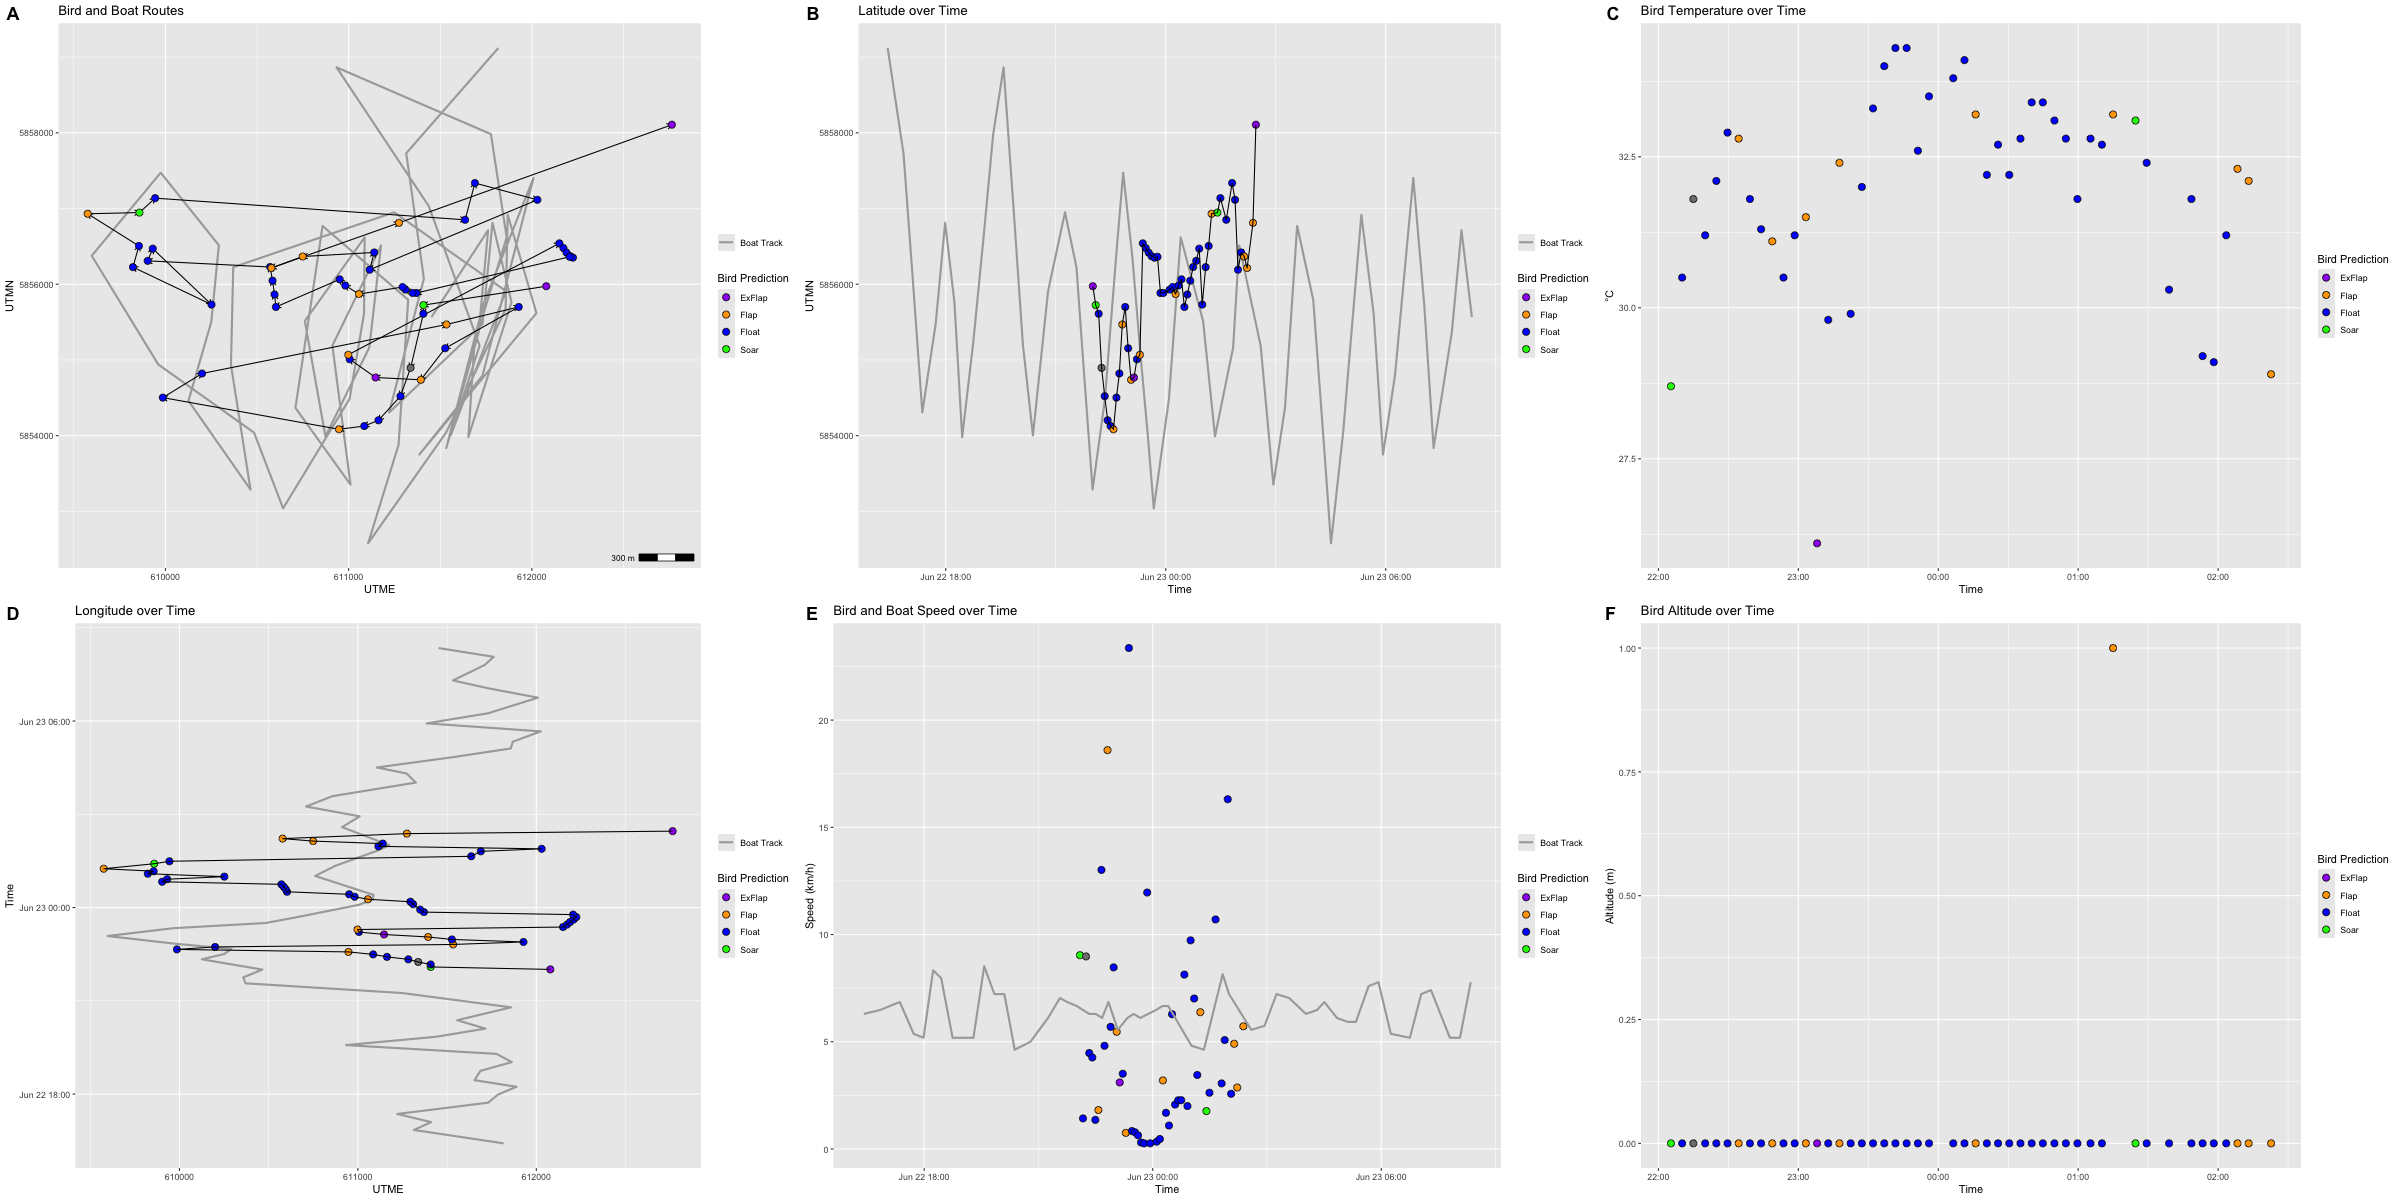 A
Bird and Boat Routes
5858000
5856000
5854000
UTMN
610000
611000
612000
UTME
300 m
Boat Track
Bird Prediction
ExFlap
Flap
Float
Soar
B
Latitude over Time
5858000
5856000
5854000
UTMN
Jun 22 18:00
Jun 23 00:00
Jun 23 06:00
Time
Boat Track
Bird Prediction
ExFlap
Flap
Float
Soar
C
Bird Temperature over Time
32.5
30.0
27.5
°C
22:00
23:00
00:00
01:00
02:00
Time
Bird Prediction
ExFlap
Flap
Float
Soar
D
Longitude over Time
Jun 23 06:00
Jun 23 00:00
Jun 22 18:00
Time
610000
611000
612000
UTME
Boat Track
Bird Prediction
ExFlap
Flap
Float
Soar
E
Bird and Boat Speed over Time
20
15
10
5
0
Speed (km/h)
Jun 22 18:00
Jun 23 00:00
Jun 23 06:00
Time
Boat Track
Bird Prediction
ExFlap
Flap
Float
Soar
F
Bird Altitude over Time
1.00
0.75
0.50
0.25
0.00
Altitude (m)
22:00
23:00
00:00
01:00
02:00
Time
Bird Prediction
ExFlap
Flap
Float
Soar